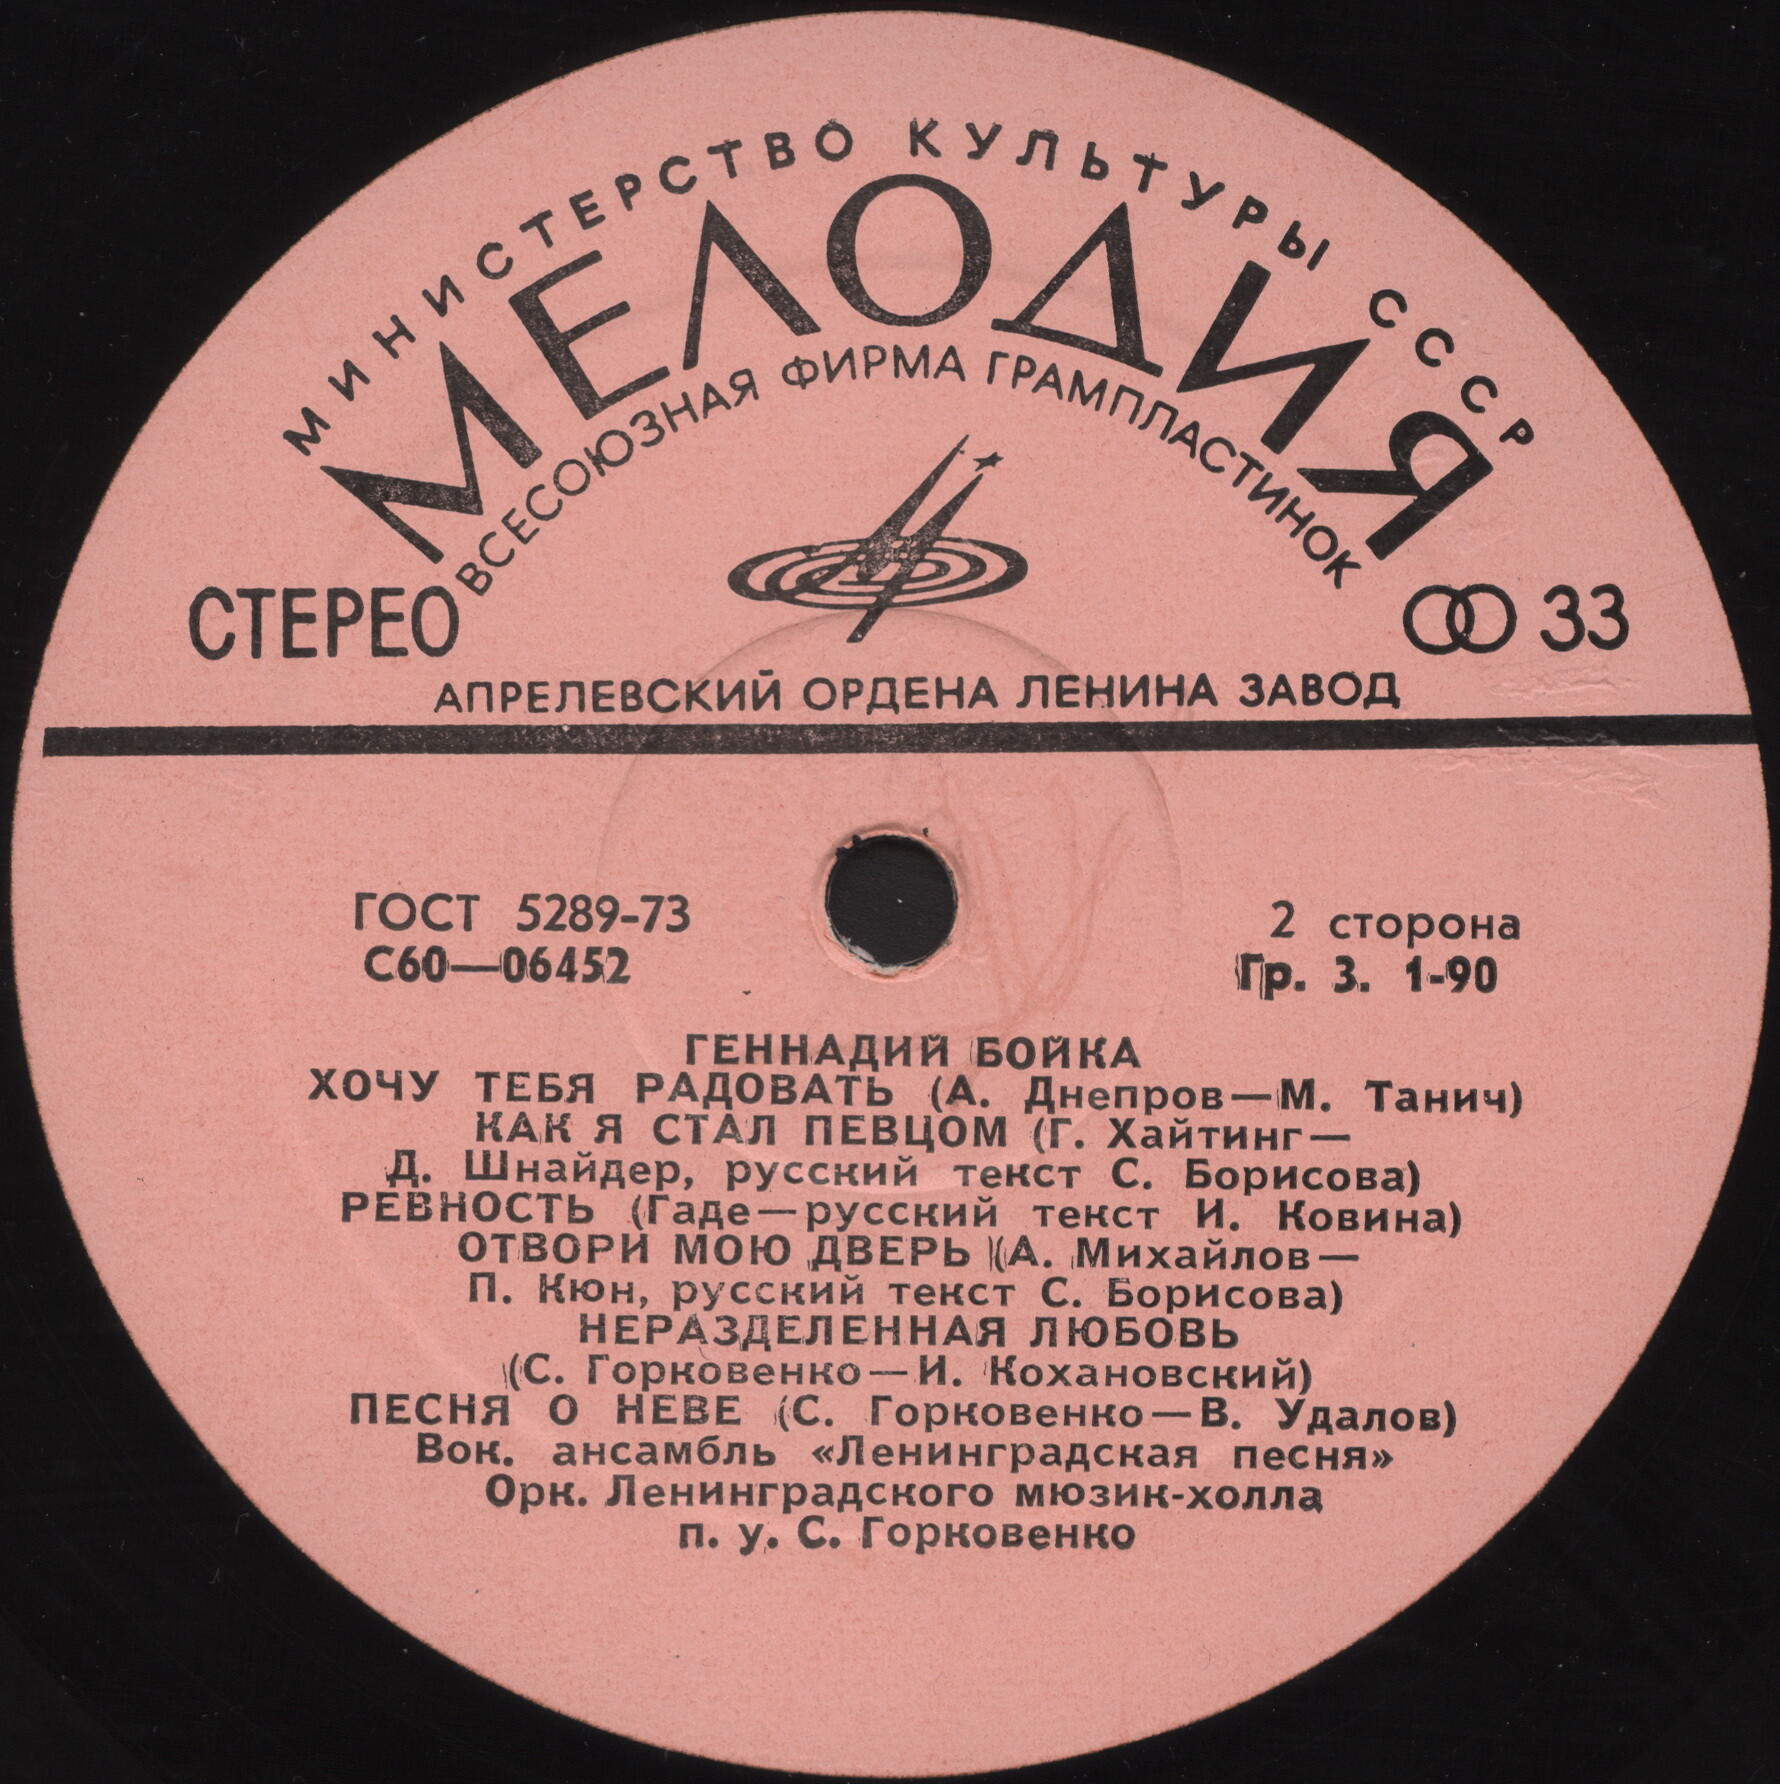 МИНИСТЕРСТВО КУЛЬТУРЫ СССР
МЕЛОДИЯ
ВСЕСОЮЗНАЯ ФИРМА ГРАМПЛАСТИНОК
СТЕРЕО
33
АПРЕЛЕВСКИЙ ОРДЕНА ЛЕНИНА ЗАВОД
ГОСТ 5289-73
С60—06452
2 сторона
Гр. 3. 1-90
ГЕННАДИЙ БОЙКА
ХОЧУ ТЕБЯ РАДОВАТЬ (А. Днепров—М. Танич)
КАК Я СТАЛ ПЕВЦОМ (Г. Хайтинг—
Д. Шнайдер, русский текст С. Борисова)
РЕВНОСТЬ (Гаде—русский текст И. Ковина)
ОТВОРИ МОЮ ДВЕРЬ (А. Михайлов—
П. Кюн, русский текст С. Борисова)
НЕРАЗДЕЛЕННАЯ ЛЮБОВЬ
(С. Горковенко—И. Кохановский)
ПЕСНЯ О НЕВЕ (С. Горковенко—В. Удалов)
Вок. ансамбль «Ленинградская песня»
Орк. Ленинградского мюзик-холла
п. у. С. Горковенко